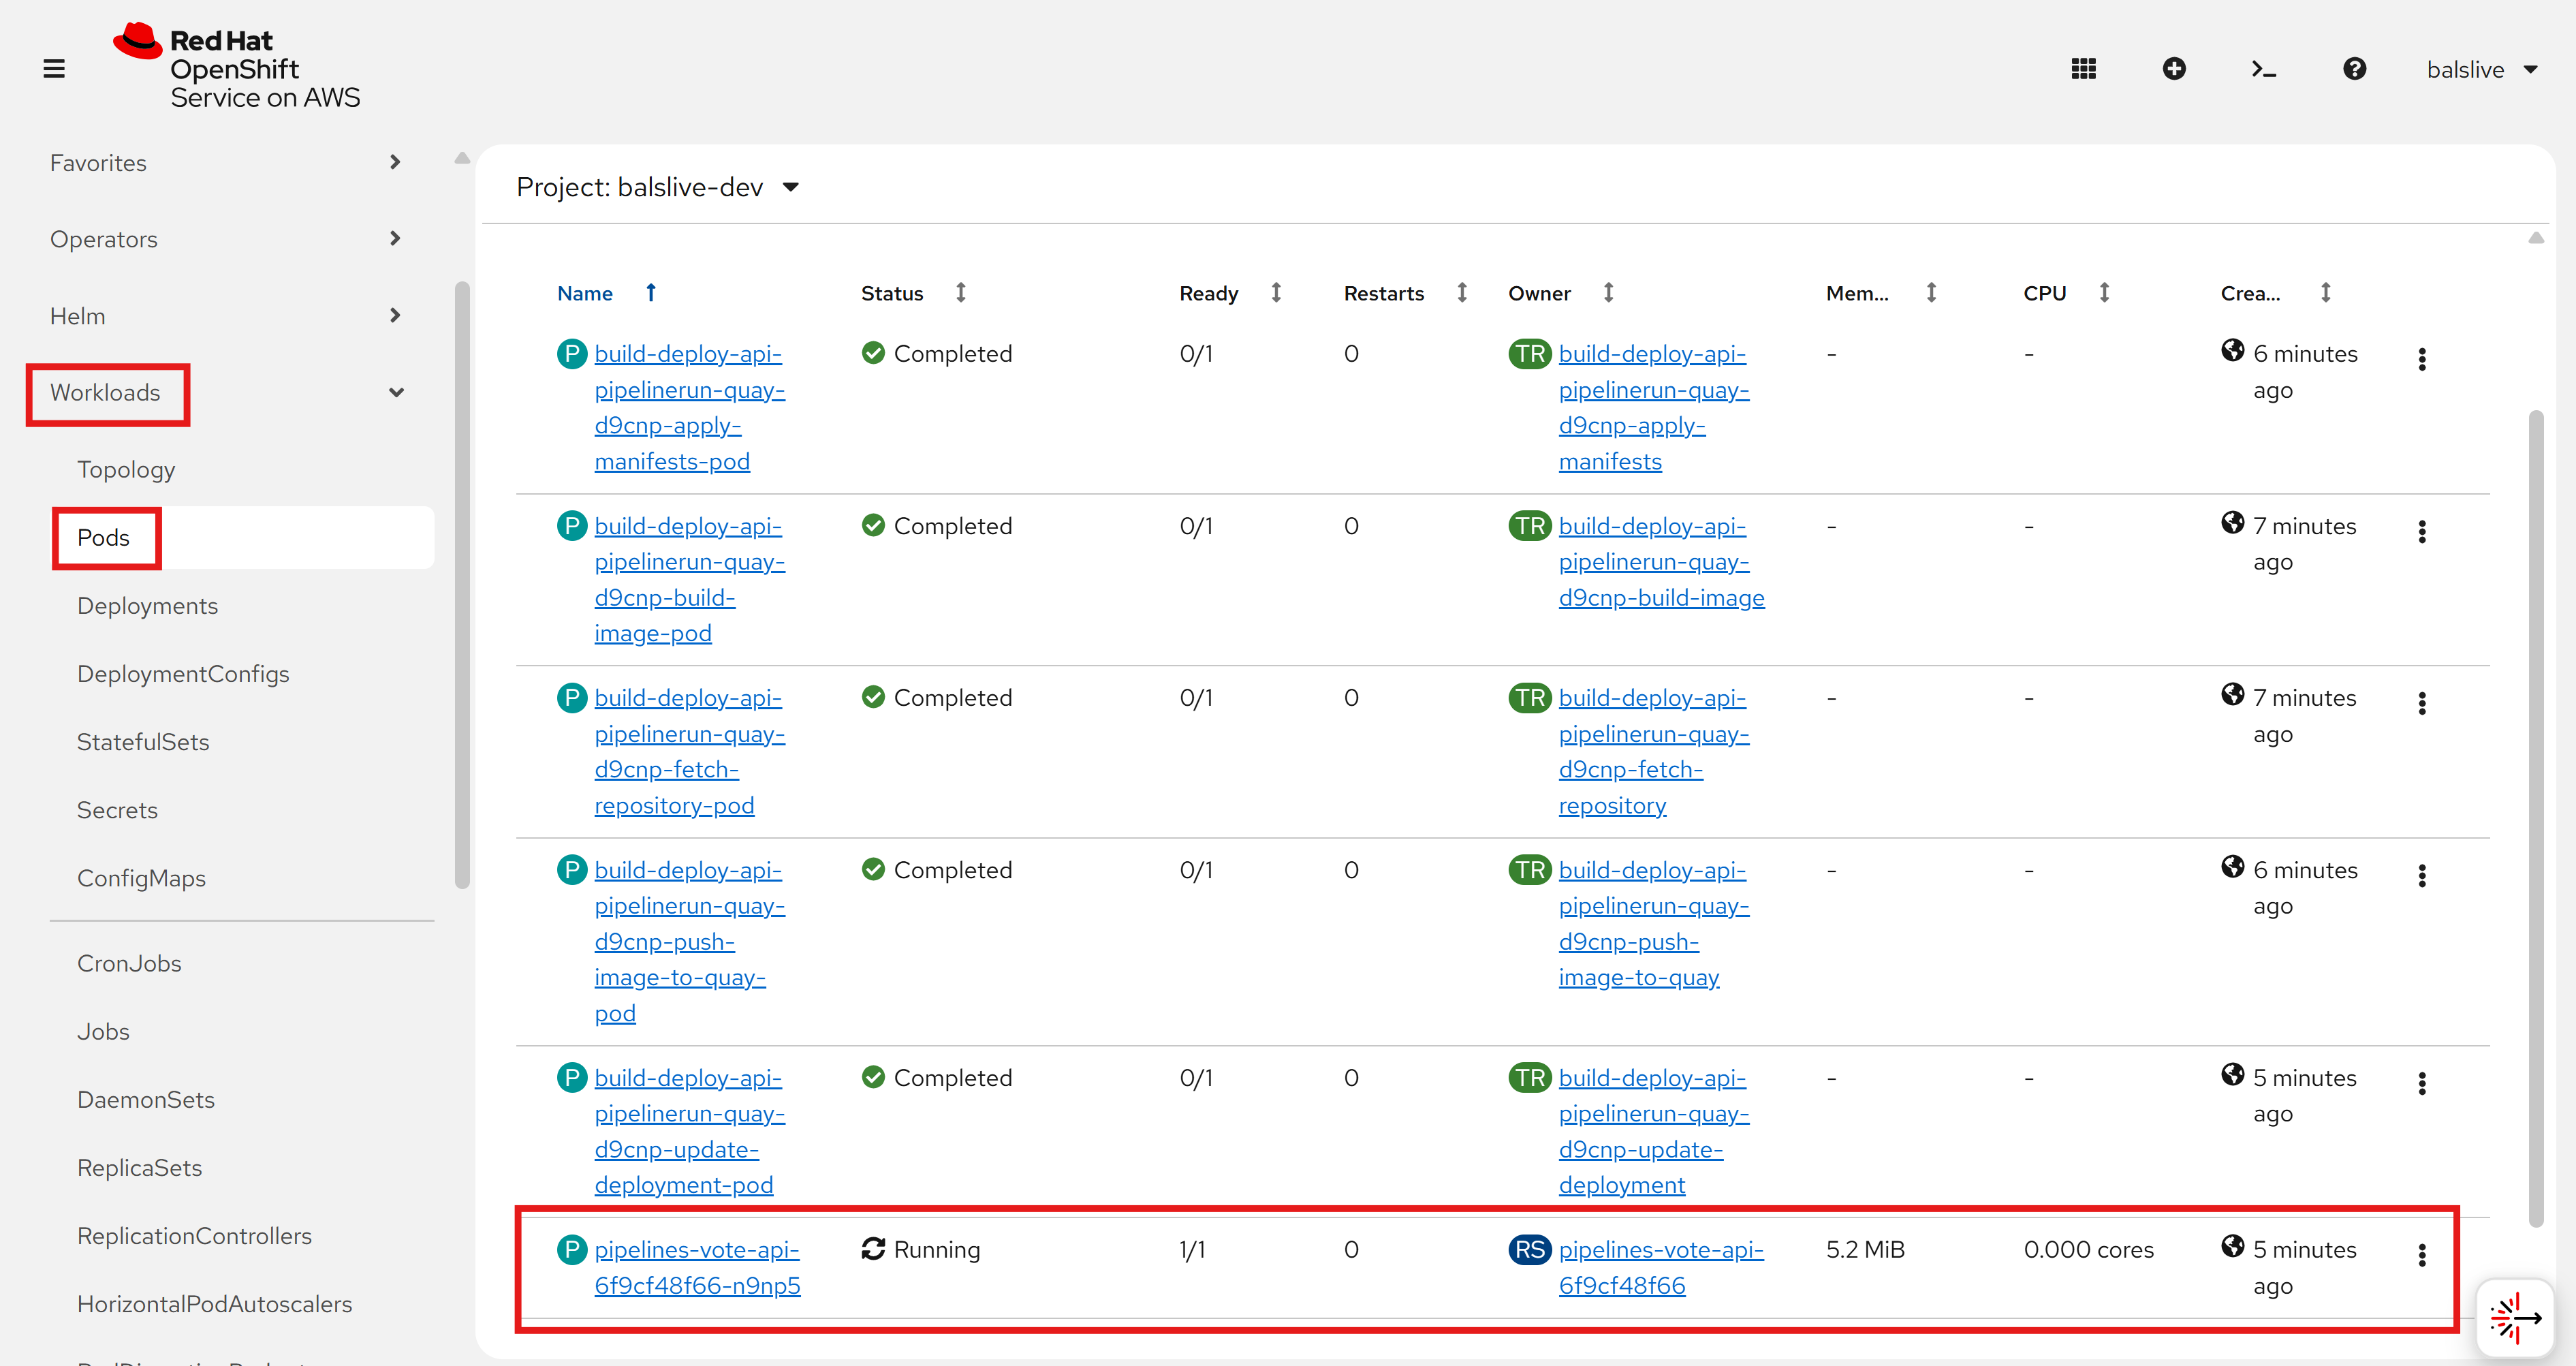 Red Hat
OpenShift
Service on AWS
balslive
Favorites
Operators
Helm
Workloads
Topology
Pods
Deployments
DeploymentConfigs
StatefulSets
Secrets
ConfigMaps
CronJobs
Jobs
DaemonSets
ReplicaSets
ReplicationControllers
HorizontalPodAutoscalers
Project: balslive-dev
Name Status Ready Restarts Owner Mem... CPU Crea...
P build-deploy-api- Completed 0/1 0 TR build-deploy-api- - - 6 minutes
pipelinerun-quay- pipelinerun-quay- ago
d9cnp-apply- d9cnp-apply-
manifests-pod manifests
P build-deploy-api- Completed 0/1 0 TR build-deploy-api- - - 7 minutes
pipelinerun-quay- pipelinerun-quay- ago
d9cnp-build- d9cnp-build-image
image-pod
P build-deploy-api- Completed 0/1 0 TR build-deploy-api- - - 7 minutes
pipelinerun-quay- pipelinerun-quay- ago
d9cnp-fetch- d9cnp-fetch-
repository-pod repository
P build-deploy-api- Completed 0/1 0 TR build-deploy-api- - - 6 minutes
pipelinerun-quay- pipelinerun-quay- ago
d9cnp-push- d9cnp-push-
image-to-quay- image-to-quay
pod
P build-deploy-api- Completed 0/1 0 TR build-deploy-api- - - 5 minutes
pipelinerun-quay- pipelinerun-quay- ago
d9cnp-update- d9cnp-update-
deployment-pod deployment
P pipelines-vote-api- Running 1/1 0 RS pipelines-vote-api- 5.2 MiB 0.000 cores 5 minutes
6f9cf48f66-n9np5 6f9cf48f66 ago